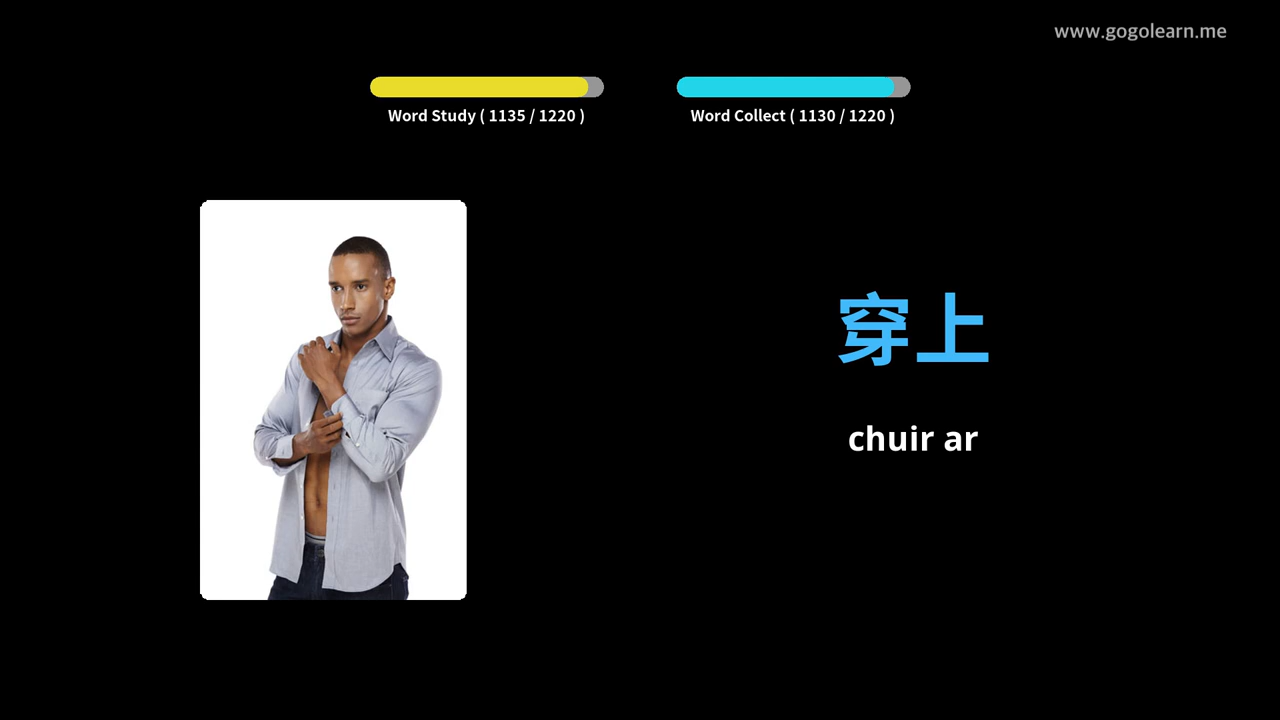 www.gogolearn.me
Word Study ( 1135 / 1220 )
Word Collect ( 1130 / 1220 )
穿上
chuir ar